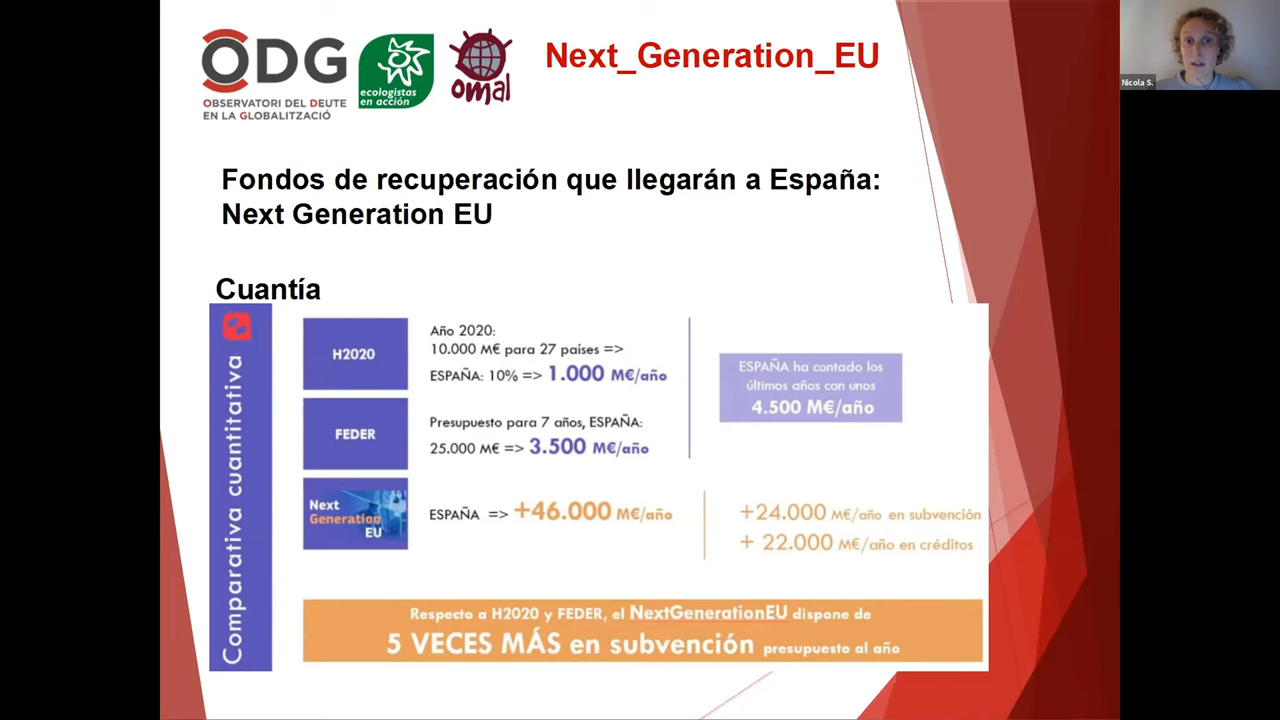 ODG
OBSERVATORI DEL DEUTE
EN LA GLOBALITZACIÓ
ecologistas
en acción
omal
Next_Generation_EU
Nicola S.
Fondos de recuperación que llegarán a España:
Next Generation EU
Cuantía
Comparativa cuantitativa
H2020
Año 2020:
10.000 M€ para 27 países =>
ESPAÑA: 10% => 1.000 M€/año
FEDER
Presupuesto para 7 años, ESPAÑA:
25.000 M€ => 3.500 M€/año
ESPAÑA ha contado los
últimos años con unos
4.500 M€/año
Next
Generation
EU
ESPAÑA => +46.000 M€/año
+24.000 M€/año en subvención
+ 22.000 M€/año en créditos
Respecto a H2020 y FEDER, el NextGenerationEU dispone de
5 VECES MÁS en subvención presupuesto al año